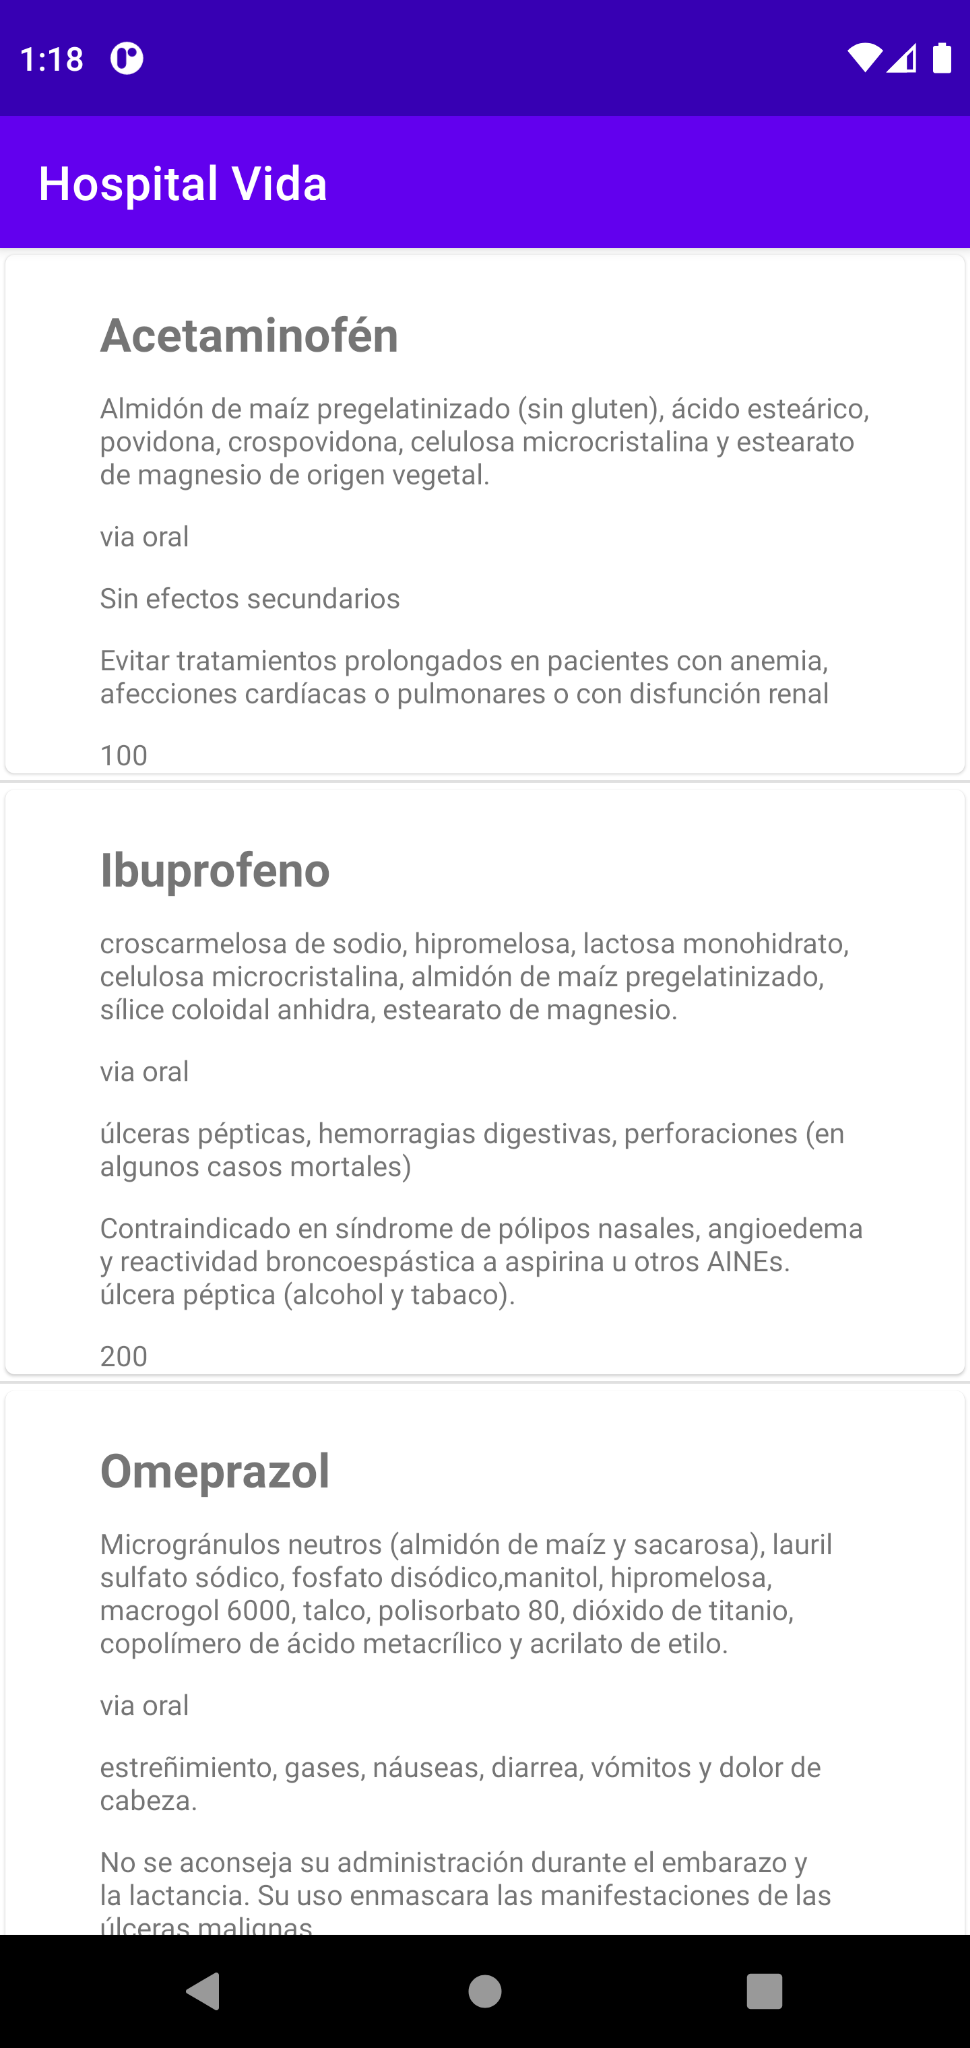 1:18
Hospital Vida
Acetaminofén
Almidón de maíz pregelatinizado (sin gluten), ácido esteárico,
povidona, crospovidona, celulosa microcristalina y estearato
de magnesio de origen vegetal.
via oral
Sin efectos secundarios
Evitar tratamientos prolongados en pacientes con anemia,
afecciones cardíacas o pulmonares o con disfunción renal
100
Ibuprofeno
croscarmelosa de sodio, hipromelosa, lactosa monohidrato,
celulosa microcristalina, almidón de maíz pregelatinizado,
sílice coloidal anhidra, estearato de magnesio.
via oral
úlceras pépticas, hemorragias digestivas, perforaciones (en
algunos casos mortales)
Contraindicado en síndrome de pólipos nasales, angioedema
y reactividad broncoespástica a aspirina u otros AINEs.
úlcera péptica (alcohol y tabaco).
200
Omeprazol
Microgránulos neutros (almidón de maíz y sacarosa), lauril
sulfato sódico, fosfato disódico,manitol, hipromelosa,
macrogol 6000, talco, polisorbato 80, dióxido de titanio,
copolímero de ácido metacrílico y acrilato de etilo.
via oral
estreñimiento, gases, náuseas, diarrea, vómitos y dolor de
cabeza.
No se aconseja su administración durante el embarazo y
la lactancia. Su uso enmascara las manifestaciones de las
úlceras malignas